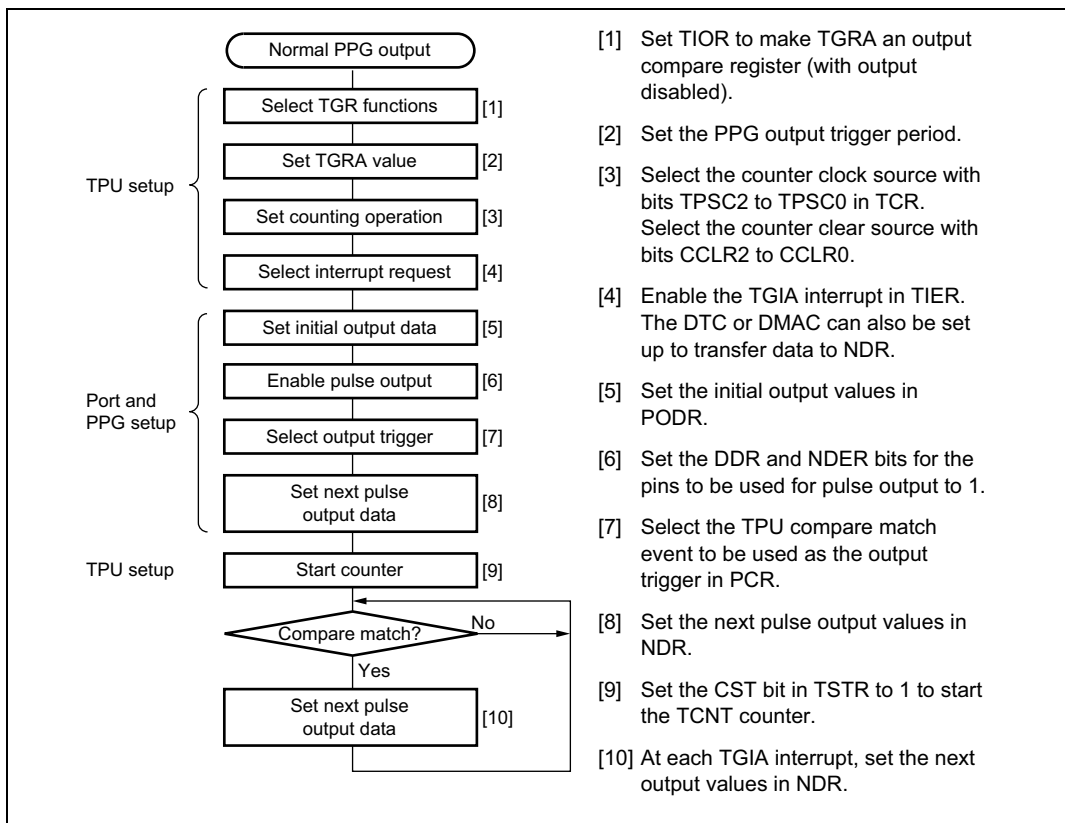 Normal PPG output
Select TGR functions [1]
Set TGRA value [2]
TPU setup
Set counting operation [3]
Select interrupt request [4]
Set initial output data [5]
Enable pulse output [6]
Port and
PPG setup
Select output trigger [7]
Set next pulse
output data [8]
TPU setup
Start counter [9]
Compare match? No
Yes
Set next pulse
output data [10]
[1] Set TIOR to make TGRA an output
compare register (with output
disabled).
[2] Set the PPG output trigger period.
[3] Select the counter clock source with
bits TPSC2 to TPSC0 in TCR.
Select the counter clear source with
bits CCLR2 to CCLR0.
[4] Enable the TGIA interrupt in TIER.
The DTC or DMAC can also be set
up to transfer data to NDR.
[5] Set the initial output values in
PODR.
[6] Set the DDR and NDER bits for the
pins to be used for pulse output to 1.
[7] Select the TPU compare match
event to be used as the output
trigger in PCR.
[8] Set the next pulse output values in
NDR.
[9] Set the CST bit in TSTR to 1 to start
the TCNT counter.
[10] At each TGIA interrupt, set the next
output values in NDR.